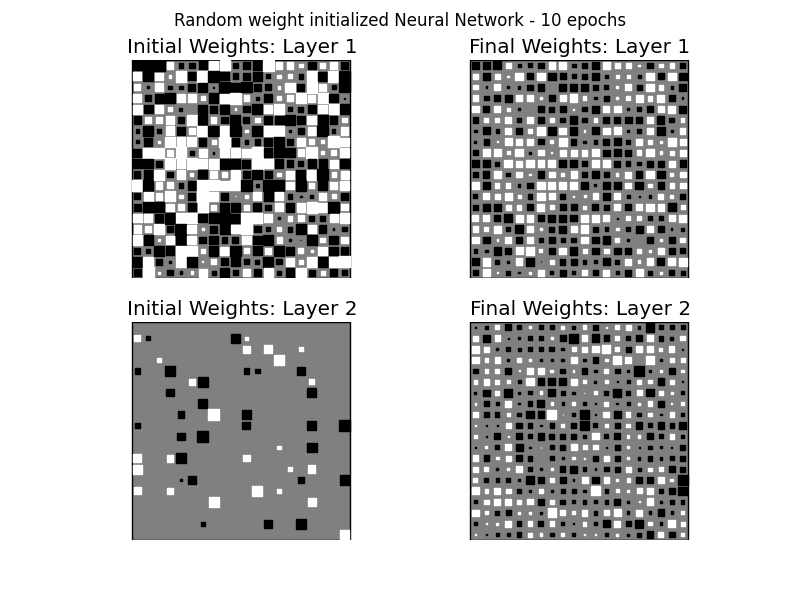 Random weight initialized Neural Network - 10 epochs
Initial Weights: Layer 1
Final Weights: Layer 1
Initial Weights: Layer 2
Final Weights: Layer 2